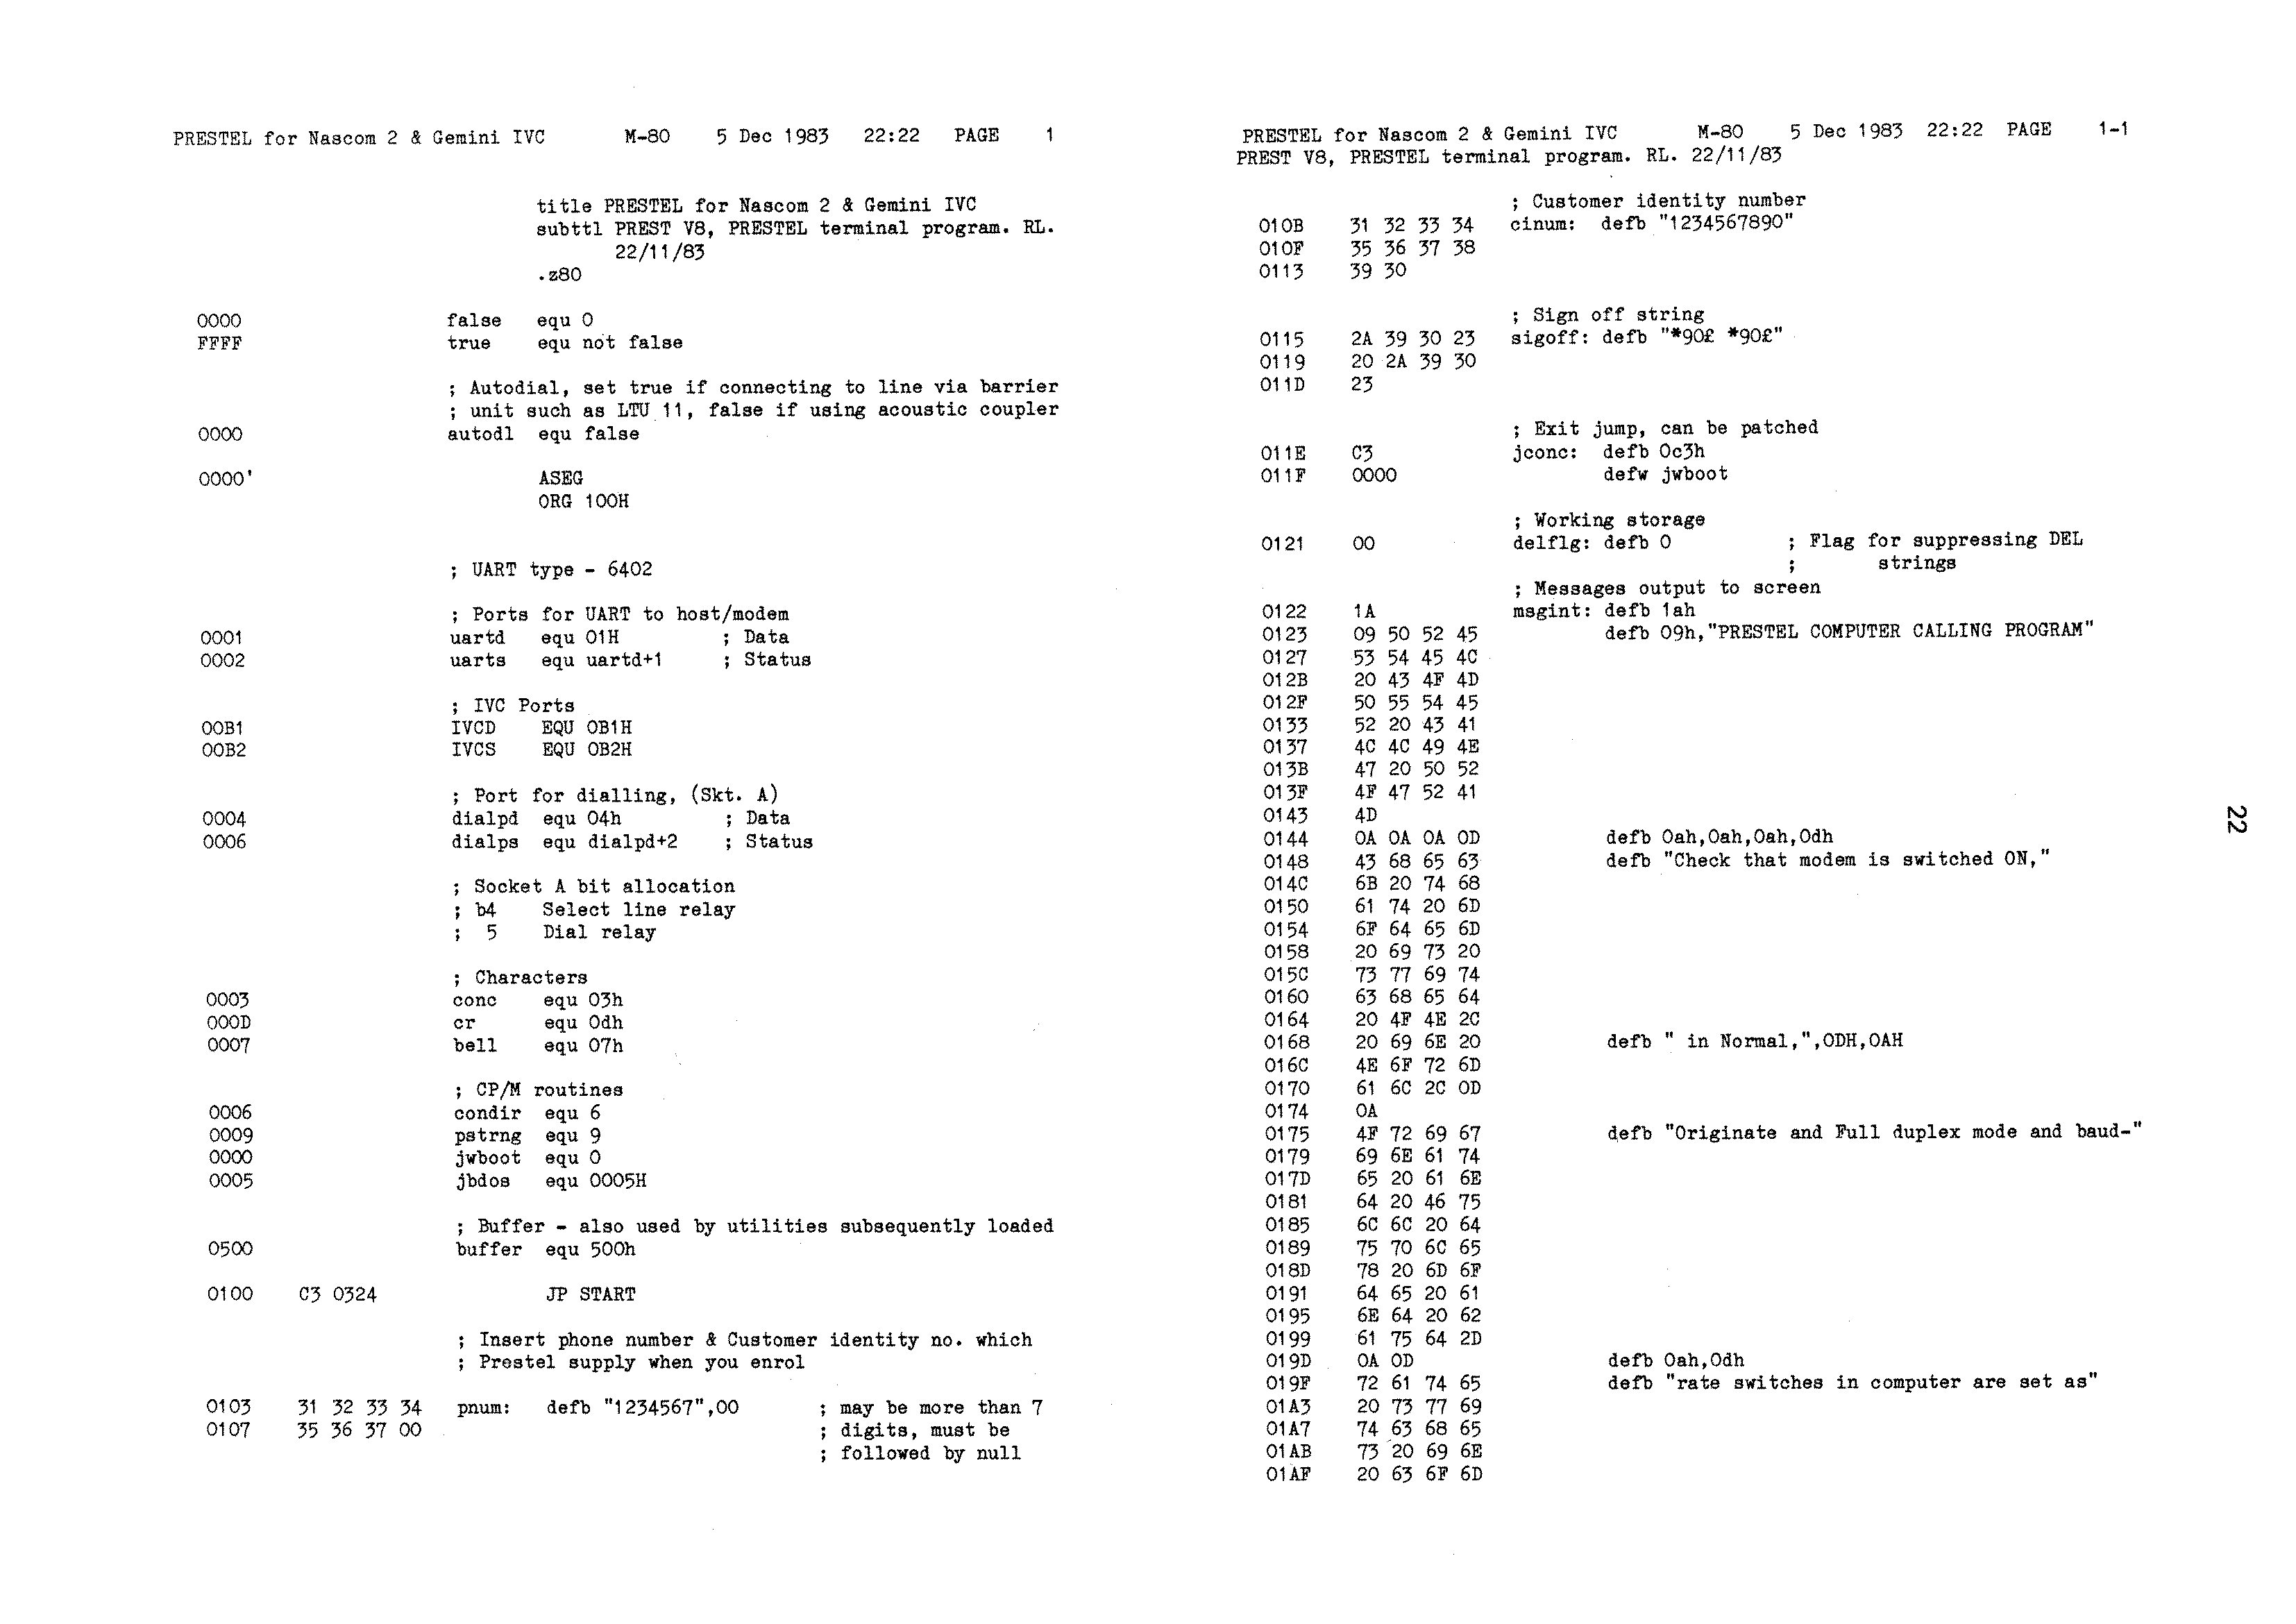 PRESTEL for Nascom 2 & Gemini IVC M-80 5 Dec 1983 22:22 PAGE 1
title PRESTEL for Nascom 2 & Gemini IVC
subttl PREST V8, PRESTEL terminal program. RL.
22/11/83
.z80
0000 false equ 0
FFFF true equ not false
; Autodial, set true if connecting to line via barrier
; unit such as LTU 11, false if using acoustic coupler
0000 autodl equ false
0000' ASEG
ORG 100H
; UART type - 6402
; Ports for UART to host/modem
0001 uartd equ 01H ; Data
0002 uarts equ uartd+1 ; Status
; IVC Ports
00B1 IVCD EQU 0B1H
00B2 IVCS EQU 0B2H
; Port for dialling, (Skt. A)
0004 dialpd equ 04h ; Data
0006 dialps equ dialpd+2 ; Status
; Socket A bit allocation
; b4 Select line relay
; 5 Dial relay
; Characters
0003 conc equ 03h
000D cr equ 0dh
0007 bell equ 07h
; CP/M routines
0006 condir equ 6
0009 pstrng equ 9
0000 jwboot equ 0
0005 jbdos equ 0005H
; Buffer - also used by utilities subsequently loaded
0500 buffer equ 500h
0100 C3 0324 JP START
; Insert phone number & Customer identity no. which
; Prestel supply when you enrol
0103 31 32 33 34 pnum: defb "1234567",00 ; may be more than 7
0107 35 36 37 00 ; digits, must be
; followed by null
PRESTEL for Nascom 2 & Gemini IVC M-80 5 Dec 1983 22:22 PAGE 1-1
PREST V8, PRESTEL terminal program. RL. 22/11/83
; Customer identity number
010B 31 32 33 34 cinum: defb "1234567890"
010F 35 36 37 38
0113 39 30
; Sign off string
0115 2A 39 30 23 sigoff: defb "*90£ *90£"
0119 20 2A 39 30
011D 23
; Exit jump, can be patched
011E C3 jconc: defb 0c3h
011F 0000 defw jwboot
; Working storage
0121 00 delflg: defb 0 ; Flag for suppressing DEL
; strings
; Messages output to screen
0122 1A msgint: defb 1ah
0123 09 50 52 45 defb 09h,"PRESTEL COMPUTER CALLING PROGRAM"
0127 53 54 45 4C
012B 20 43 4F 4D
012F 50 55 54 45
0133 52 20 43 41
0137 4C 4C 49 4E
013B 47 20 50 52
013F 4F 47 52 41
0143 4D
0144 0A 0A 0A 0D defb 0ah,0ah,0ah,0dh
0148 43 68 65 63 defb "Check that modem is switched ON,"
014C 6B 20 74 68
0150 61 74 20 6D
0154 6F 64 65 6D
0158 20 69 73 20
015C 73 77 69 74
0160 63 68 65 64
0164 20 4F 4E 2C
0168 20 69 6E 20 defb " in Normal,",0DH,0AH
016C 4E 6F 72 6D
0170 61 6C 2C 0D
0174 0A
0175 4F 72 69 67 defb "Originate and Full duplex mode and baud-"
0179 69 6E 61 74
017D 65 20 61 6E
0181 64 20 46 75
0185 6C 6C 20 64
0189 75 70 6C 65
018D 78 20 6D 6F
0191 64 65 20 61
0195 6E 64 20 62
0199 61 75 64 2D
019D 0A 0D defb 0ah,0dh
019F 72 61 74 65 defb "rate switches in computer are set as"
01A3 20 73 77 69
01A7 74 63 68 65
01AB 73 20 69 6E
01AF 20 63 6F 6D
22